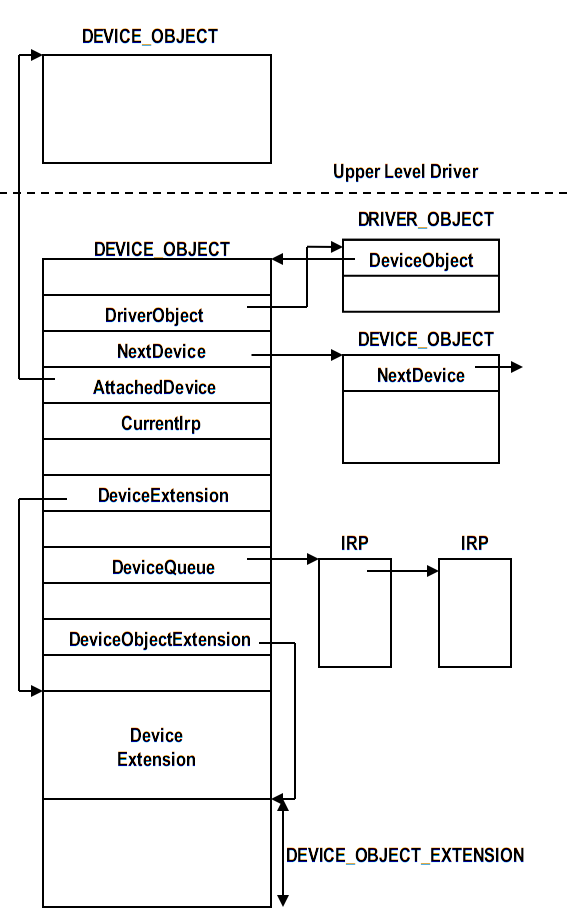 DEVICE_OBJECT
Upper Level Driver
DRIVER_OBJECT
DEVICE_OBJECT
DeviceObject
DriverObject
DEVICE_OBJECT
NextDevice
NextDevice
AttachedDevice
CurrentIrp
DeviceExtension
IRP
IRP
DeviceQueue
DeviceObjectExtension
Device
Extension
DEVICE_OBJECT_EXTENSION